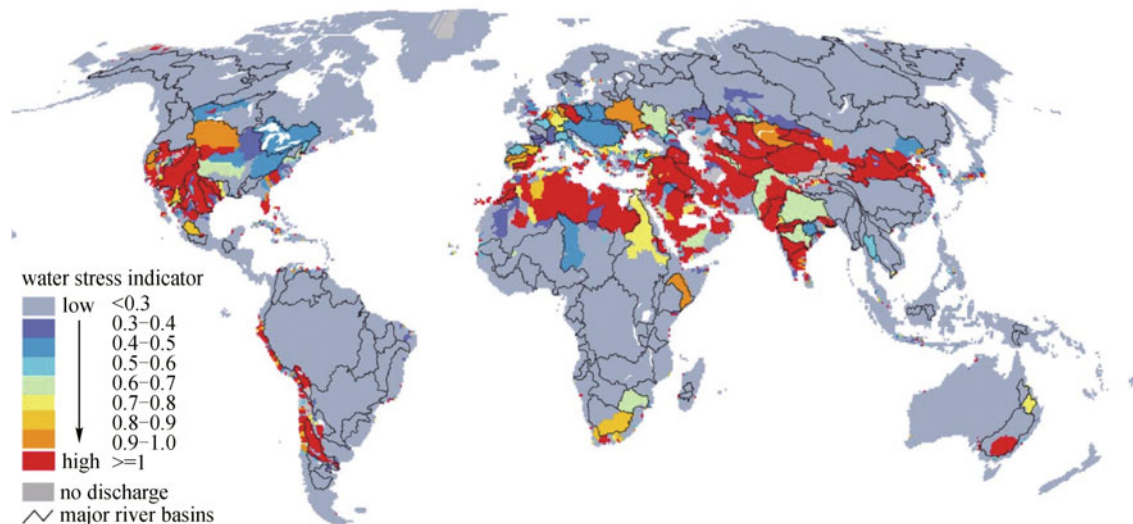 water stress indicator
low <0.3
0.3−0.4
0.4−0.5
0.5−0.6
0.6−0.7
0.7−0.8
0.8−0.9
0.9−1.0
high >=1
no discharge
major river basins